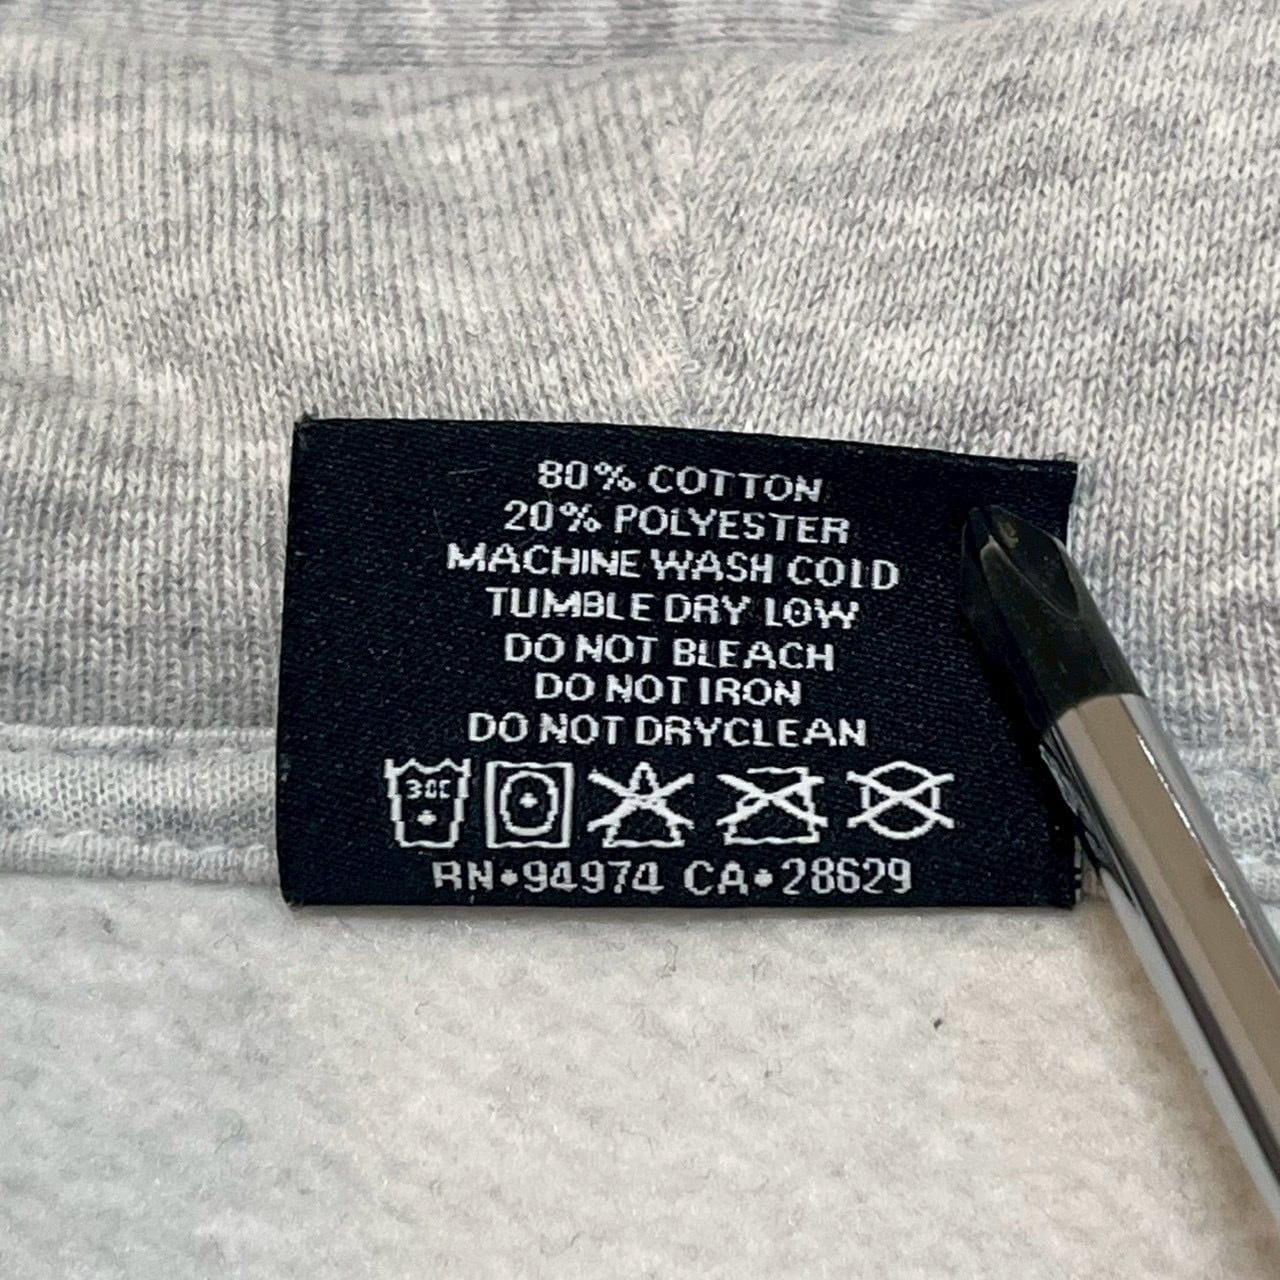 80% COTTON
20% POLYESTER
MACHINE WASH COLD
TUMBLE DRY LOW
DO NOT BLEACH
DO NOT IRON
DO NOT DRYCLEAN
30C
RN•94974 CA•28629